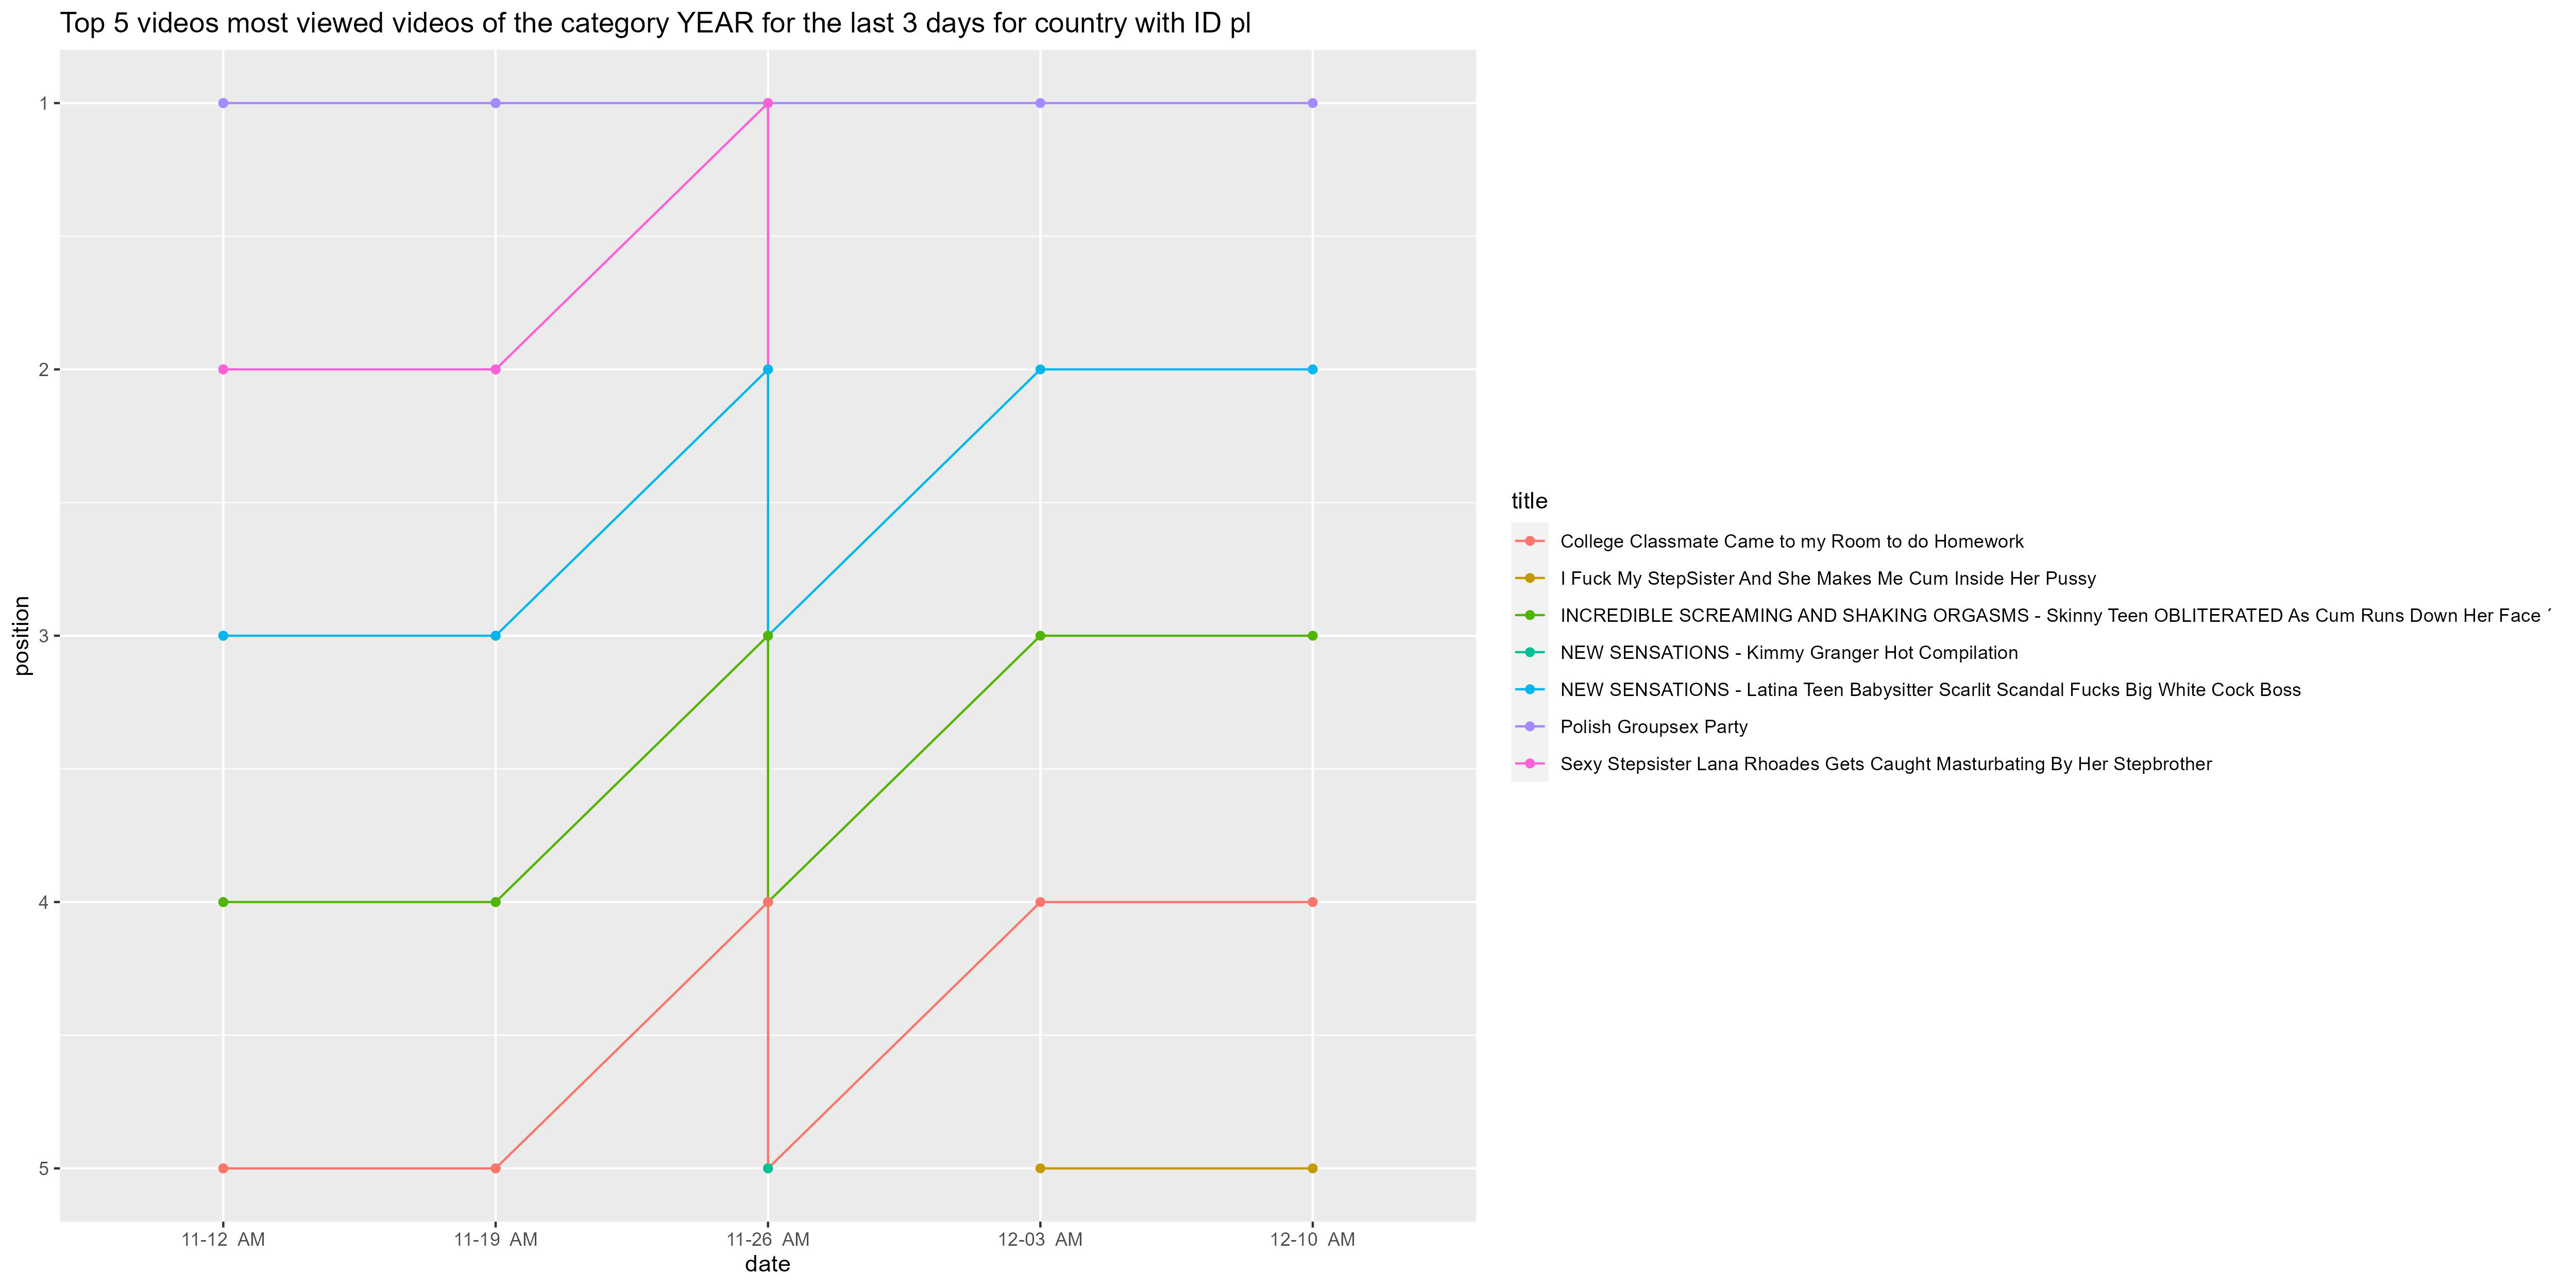 Top 5 videos most viewed videos of the category YEAR for the last 3 days for country with ID pl
position
1
2
3
4
5
11-12 AM
11-19 AM
11-26 AM
12-03 AM
12-10 AM
date
title
College Classmate Came to my Room to do Homework
I Fuck My StepSister And She Makes Me Cum Inside Her Pussy
INCREDIBLE SCREAMING AND SHAKING ORGASMS - Skinny Teen OBLITERATED As Cum Runs Down Her Face
NEW SENSATIONS - Kimmy Granger Hot Compilation
NEW SENSATIONS - Latina Teen Babysitter Scarlit Scandal Fucks Big White Cock Boss
Polish Groupsex Party
Sexy Stepsister Lana Rhoades Gets Caught Masturbating By Her Stepbrother